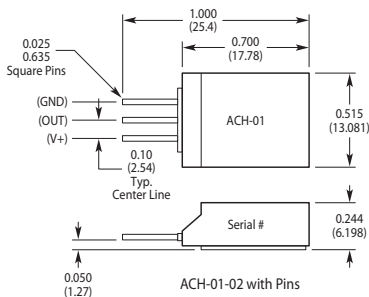 1.000
(25.4)
0.700
(17.78)
0.025
0.635
Square Pins
(GND)
(OUT)
(V+)
ACH-01
0.515
(13.081)
0.10
(2.54)
Typ.
Center Line
Serial #
0.244
(6.198)
0.050
(1.27)
ACH-01-02 with Pins